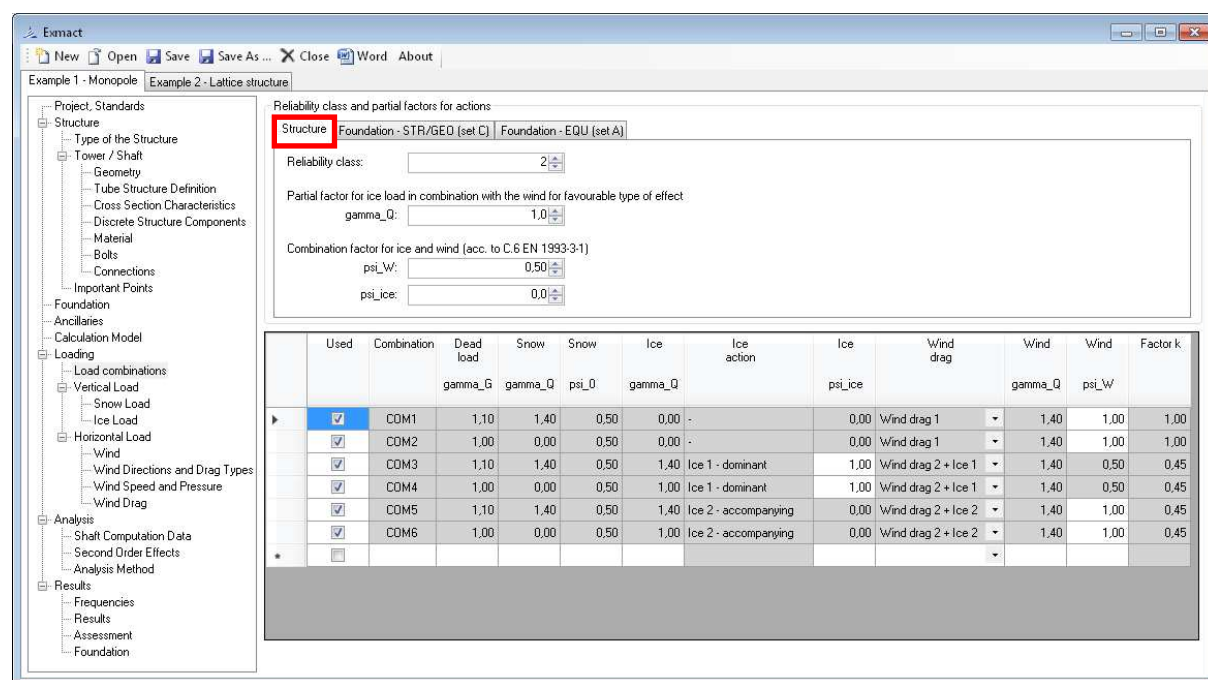 Exmact
New Open Save Save As ... Close Word About
Example 1 - Monopole Example 2 - Lattice structure
Project, Standards
Structure
Type of the Structure
Tower / Shaft
Geometry
Tube Structure Definition
Cross Section Characteristics
Discrete Structure Components
Material
Bolts
Connections
Important Points
Foundation
Ancillaries
Calculation Model
Loading
Load combinations
Vertical Load
Snow Load
Ice Load
Horizontal Load
Wind
Wind Directions and Drag Types
Wind Speed and Pressure
Wind Drag
Analysis
Shaft Computation Data
Second Order Effects
Analysis Method
Results
Frequencies
Results
Assessment
Foundation
Reliability class and partial factors for actions
Structure Foundation - STR/GEO (set C) Foundation - EQU (set A)
Reliability class: 2
Partial factor for ice load in combination with the wind for favourable type of effect
gamma_Q: 1,0
Combination factor for ice and wind (acc. to C.6 EN 1993-3-1)
psi_W: 0,50
psi_ice: 0,0
Used Combination Dead load Snow Snow Ice Ice action Ice Wind drag Wind Wind Factor k
gamma_G gamma_Q psi_0 gamma_Q psi_ice gamma_Q psi_W
COM1 1,10 1,40 0,50 0,00 - 0,00 Wind drag 1 1,40 1,00 1,00
COM2 1,00 0,00 0,50 0,00 - 0,00 Wind drag 1 1,40 1,00 1,00
COM3 1,10 1,40 0,50 1,40 Ice 1 - dominant 1,00 Wind drag 2 + Ice 1 1,40 0,50 0,45
COM4 1,00 0,00 0,50 1,00 Ice 1 - dominant 1,00 Wind drag 2 + Ice 1 1,40 0,50 0,45
COM5 1,10 1,40 0,50 1,40 Ice 2 - accompanying 0,00 Wind drag 2 + Ice 2 1,40 1,00 0,45
COM6 1,00 0,00 0,50 1,00 Ice 2 - accompanying 0,00 Wind drag 2 + Ice 2 1,40 1,00 0,45